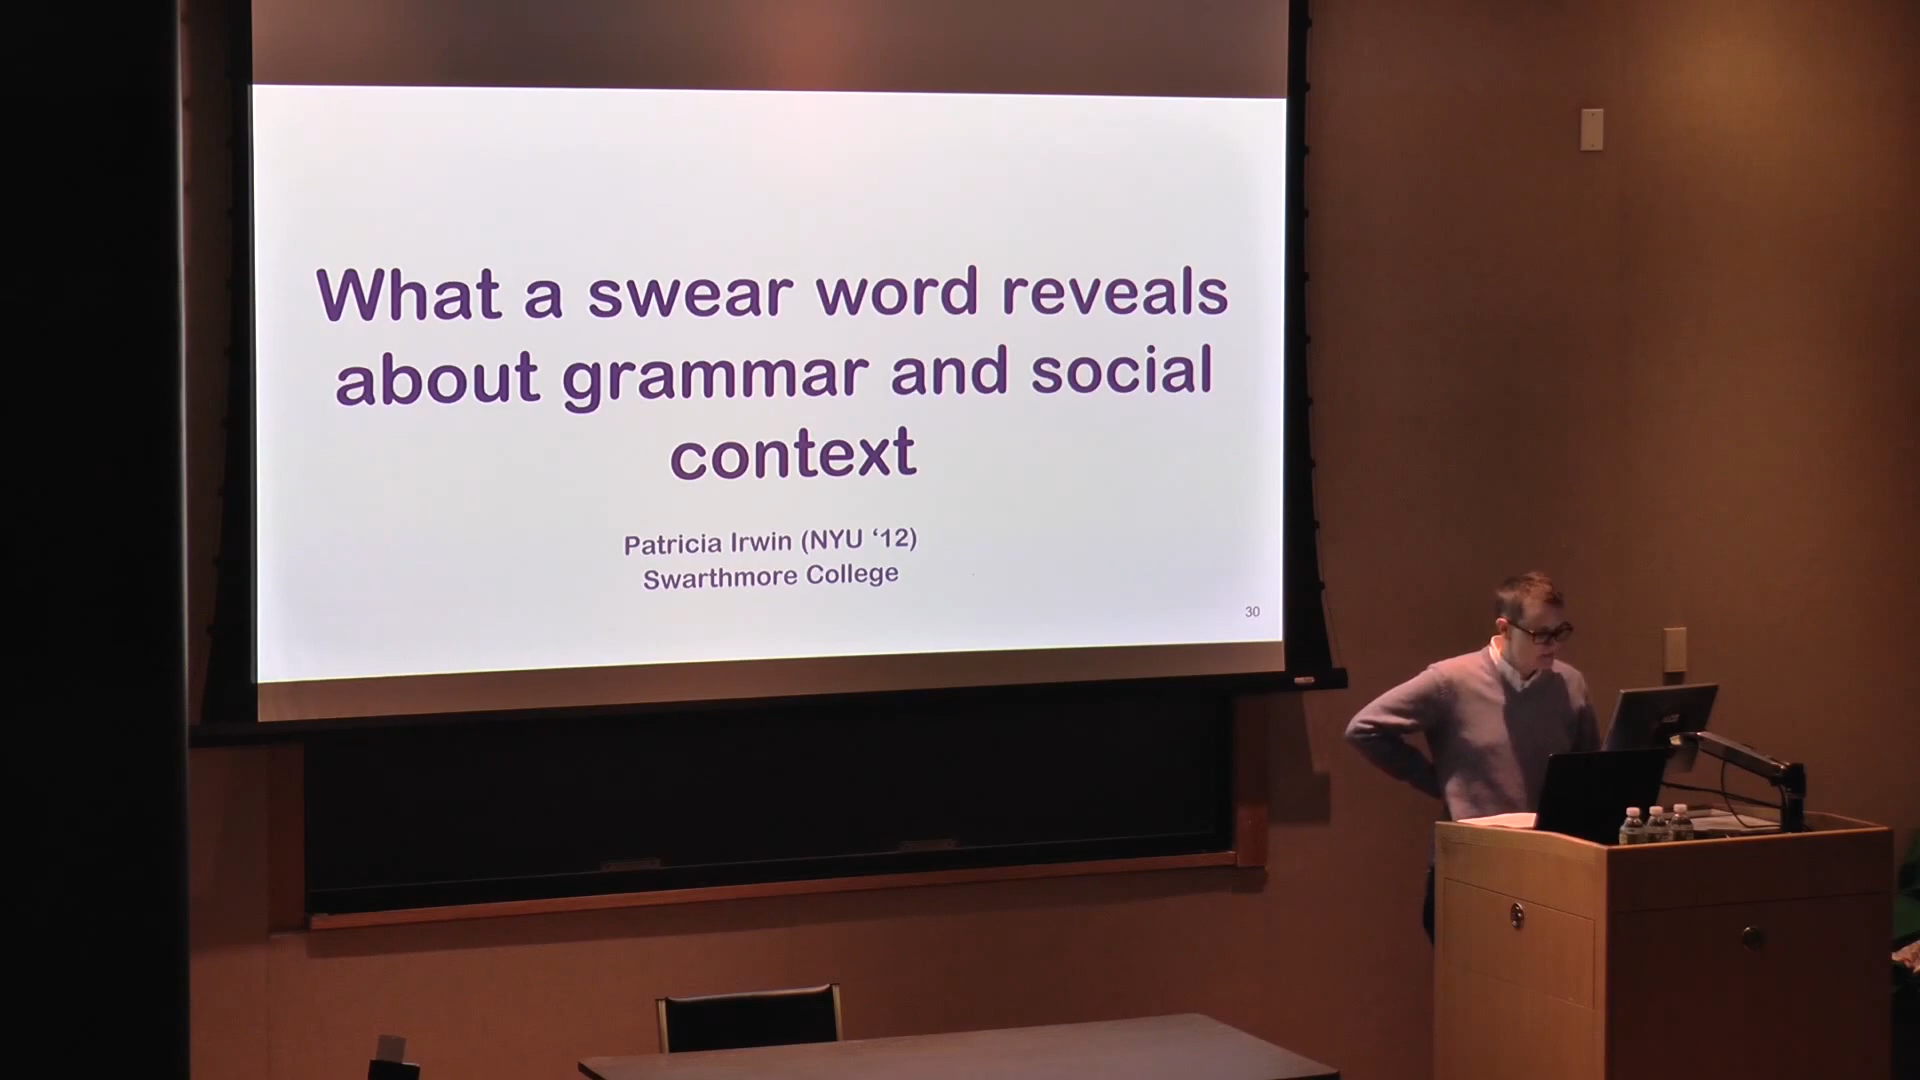 What a swear word reveals
about grammar and social
context
Patricia Irwin (NYU ‘12)
Swarthmore College
30